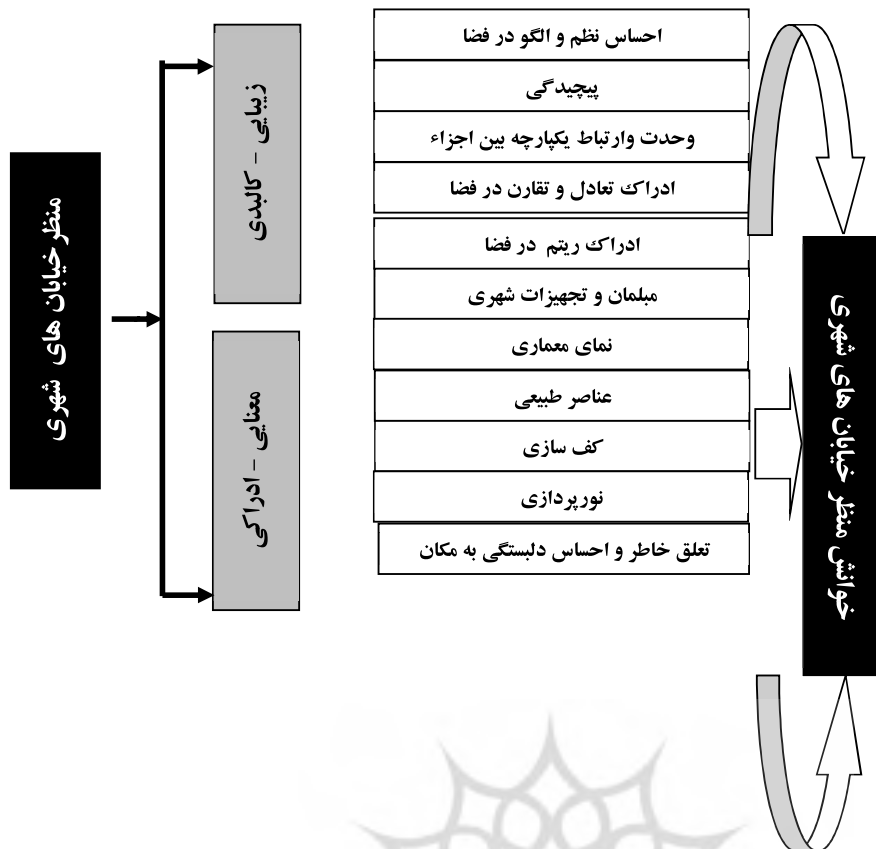 منظر خیابان های شهری
زیبایی - کالبدی
معنایی - ادراکی
احساس نظم و الگو در فضا
پیچیدگی
وحدت وارتباط یکپارچه بین اجزاء
ادراک تعادل و تقارن در فضا
ادراک ریتم در فضا
مبلمان و تجهیزات شهری
نمای معماری
عناصر طبیعی
کف سازی
نورپردازی
تعلق خاطر و احساس دلبستگی به مکان
خوانش منظر خیابان های شهری